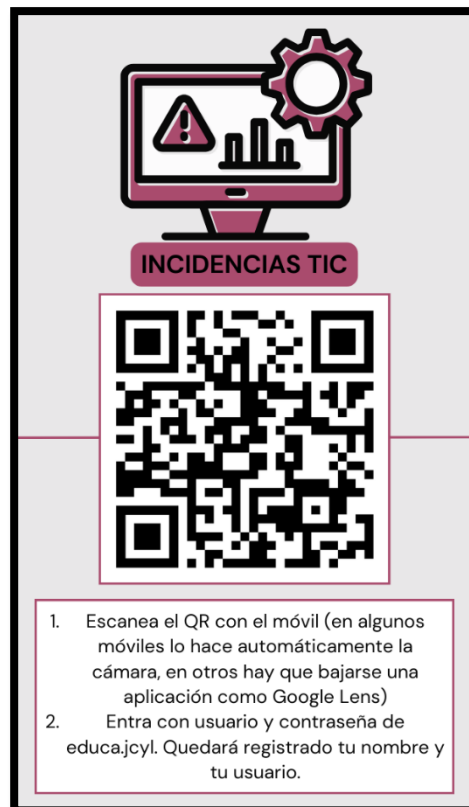 INCIDENCIAS TIC
1. Escanea el QR con el móvil (en algunos
móviles lo hace automáticamente la
cámara, en otros hay que bajarse una
aplicación como Google Lens)
2. Entra con usuario y contraseña de
educa.jcyl. Quedará registrado tu nombre y
tu usuario.